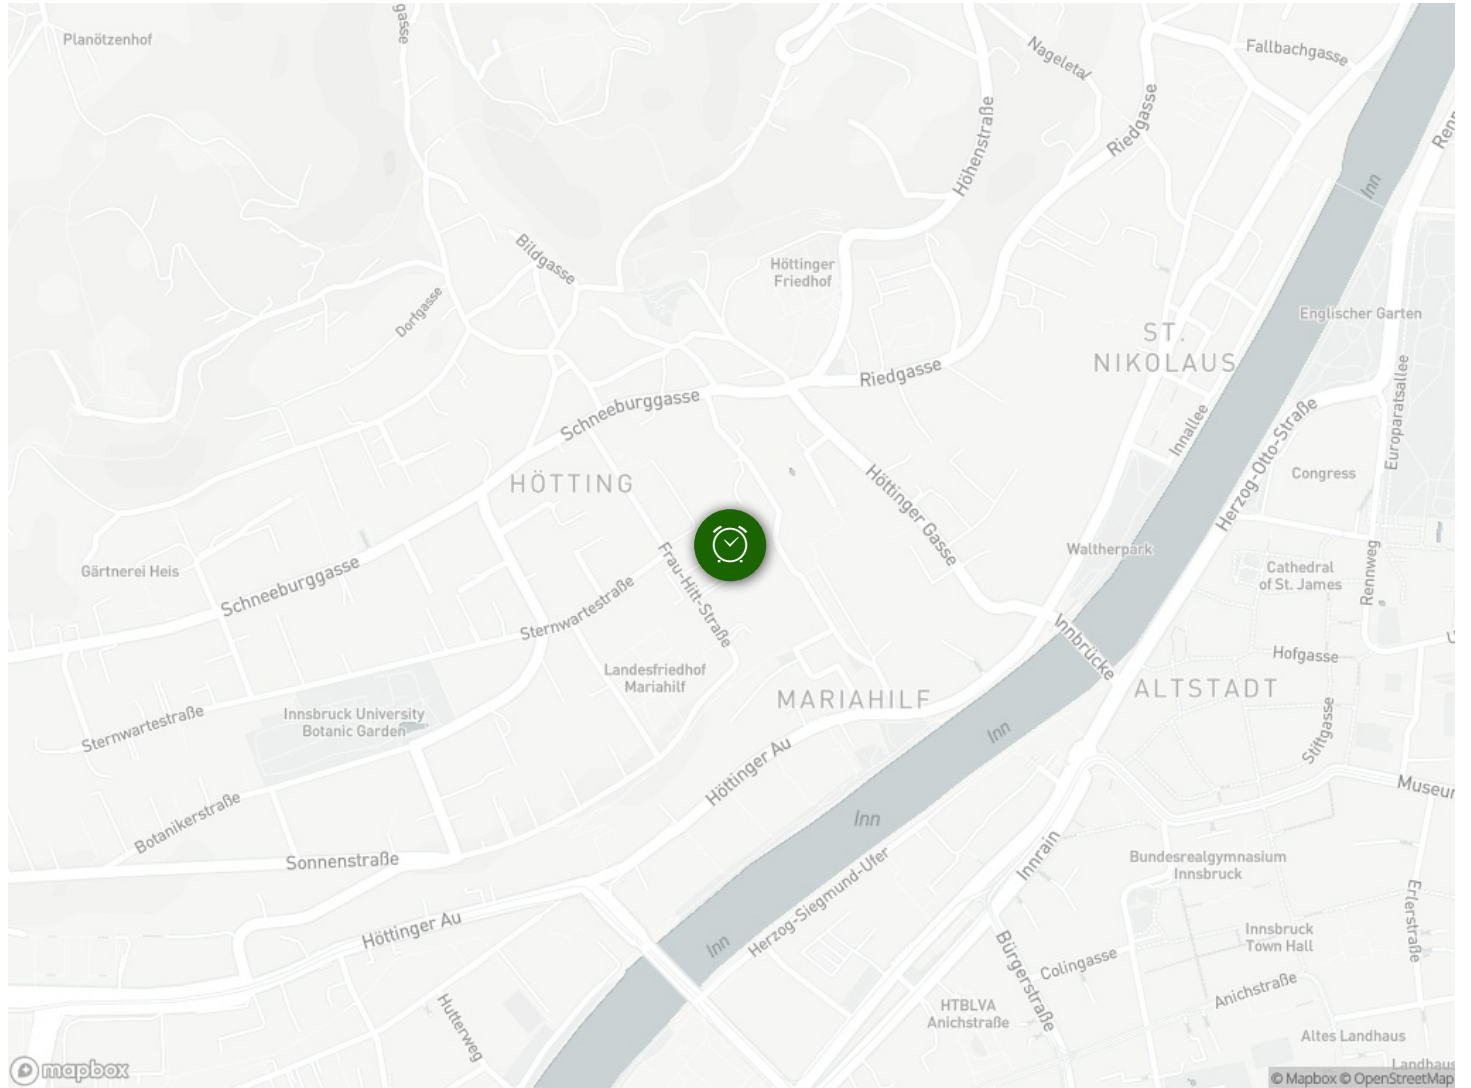 gasse
Planötzenhof
Nageletal
Fallbachgasse
Riedgasse
Höhenstraße
Inn
Bildgasse
Höttinger
Friedhof
Dorfgasse
Englischer Garten
ST.
NIKOLAUS
Riedgasse
Europaratsallee
Schneeburggasse
Innallee
Herzog-Otto-Straße
Congress
HÖTTING
Höttinger Gasse
Waltherpark
Cathedral
of St. James
Rennweg
Gärtnerei Heis
Schneeburggasse
Sternwartestraße
Frau-Hitt-Straße
Innbrücke
Hofgasse
Landesfriedhof
Mariahilf
MARIAHILF
ALTSTADT
Innsbruck University
Botanic Garden
Sternwartestraße
Stiftgasse
Inn
Höttinger Au
Museum
Inn
Botanikerstraße
Sonnenstraße
Innrain
Bundesrealgymnasium
Innsbruck
Herzog-Siegmund-Ufer
Erlerstraße
Höttinger Au
Inn
Innsbruck
Town Hall
Bürgerstraße
Colingasse
Anichstraße
Hutterweg
HTBLVA
Anichstraße
Altes Landhaus
Landhaus
mapbox
© Mapbox © OpenStreetMap